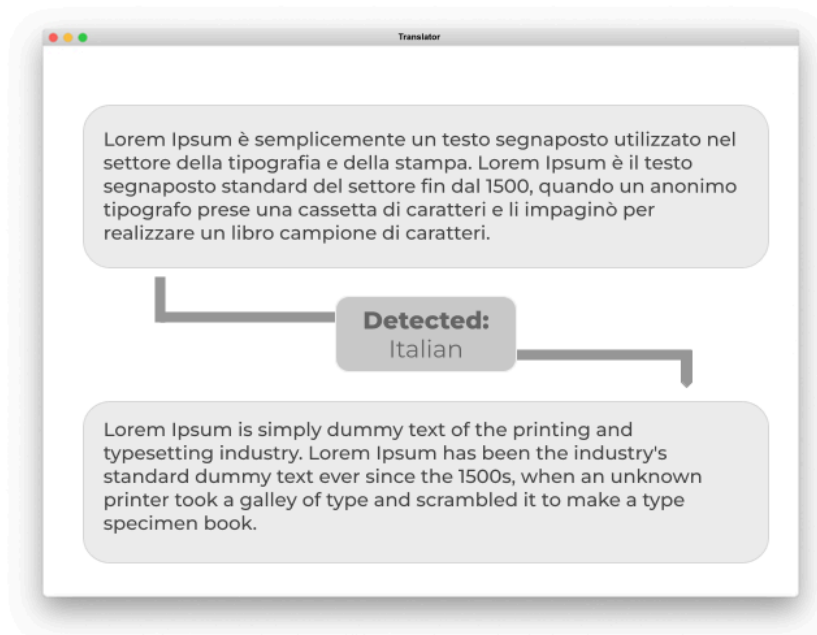 Translator
Lorem Ipsum è semplicemente un testo segnaposto utilizzato nel
settore della tipografia e della stampa. Lorem Ipsum è il testo
segnaposto standard del settore fin dal 1500, quando un anonimo
tipografo prese una cassetta di caratteri e li impaginò per
realizzare un libro campione di caratteri.
Detected:
Italian
Lorem Ipsum is simply dummy text of the printing and
typesetting industry. Lorem Ipsum has been the industry's
standard dummy text ever since the 1500s, when an unknown
printer took a galley of type and scrambled it to make a type
specimen book.